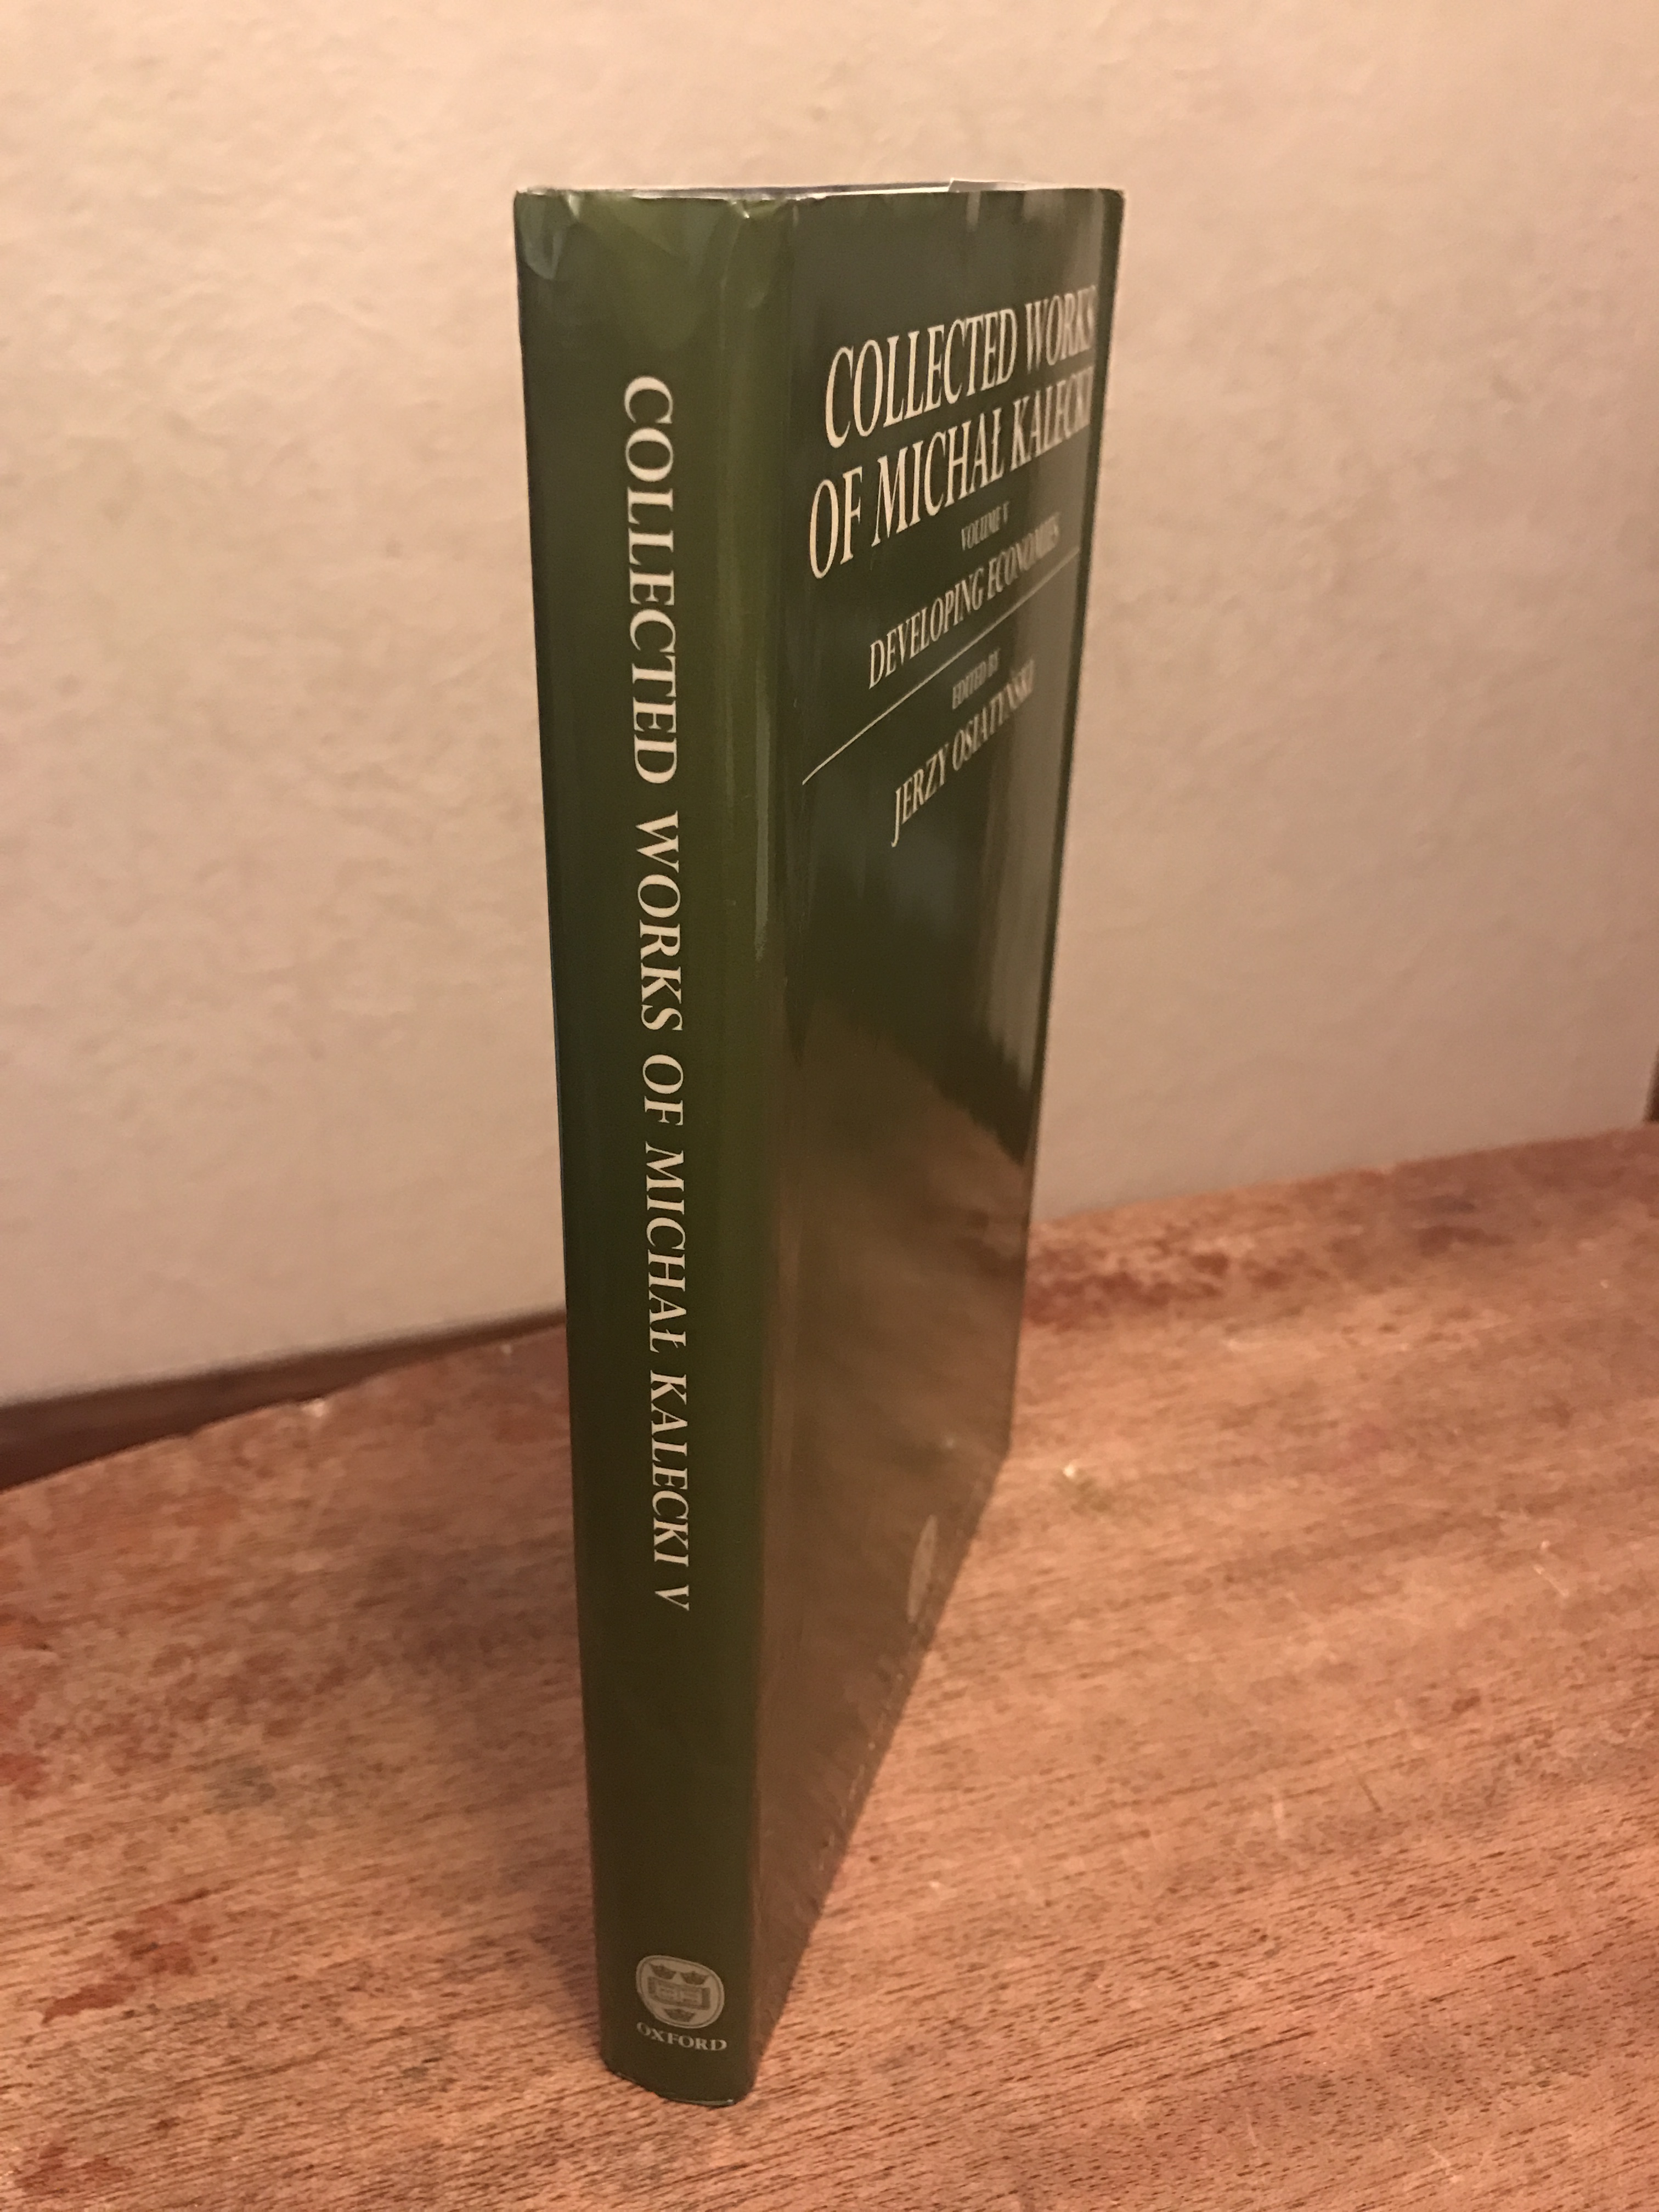 COLLECTED WORKS OF MICHAŁ KALECKI V
OXFORD
COLLECTED WORKS
OF MICHAŁ KALECKI
VOLUME V
DEVELOPING ECONOMIES
EDITED BY
JERZY OSIATYŃSKI